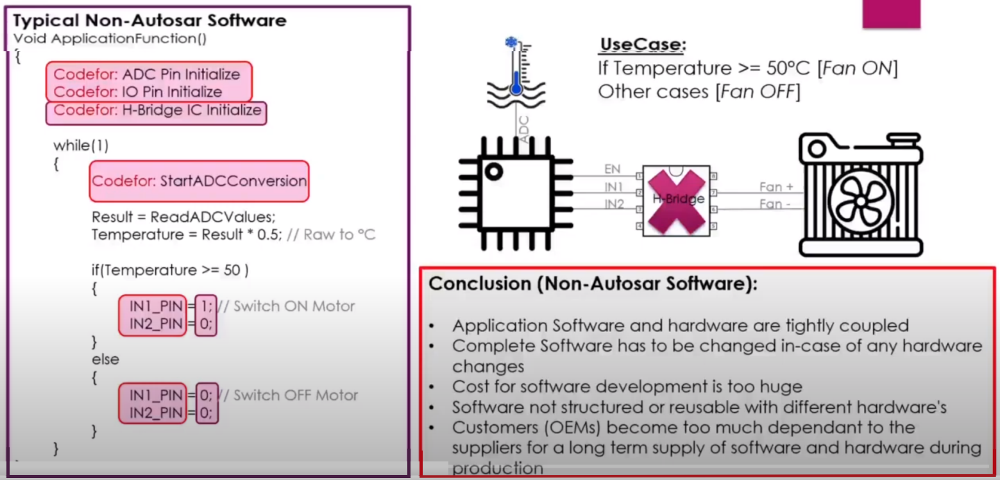 Typical Non-Autosar Software
Void ApplicationFunction()
{
Codefor: ADC Pin Initialize
Codefor: IO Pin Initialize
Codefor: H-Bridge IC Initialize
while(1)
{
Codefor: StartADCConversion
Result = ReadADCValues;
Temperature = Result * 0.5; // Raw to °C
if(Temperature >= 50 )
{
IN1_PIN = 1; // Switch ON Motor
IN2_PIN = 0;
}
else
{
IN1_PIN = 0; // Switch OFF Motor
IN2_PIN = 0;
}
}
UseCase:
If Temperature >= 50°C [Fan ON]
Other cases [Fan OFF]
ADC
EN
IN1
IN2
1
2
3
4
H-Bridge
8
7
6
5
Fan +
Fan -
Conclusion (Non-Autosar Software):
• Application Software and hardware are tightly coupled
• Complete Software has to be changed in-case of any hardware
changes
• Cost for software development is too huge
• Software not structured or reusable with different hardware's
• Customers (OEMs) become too much dependant to the
suppliers for a long term supply of software and hardware during
production